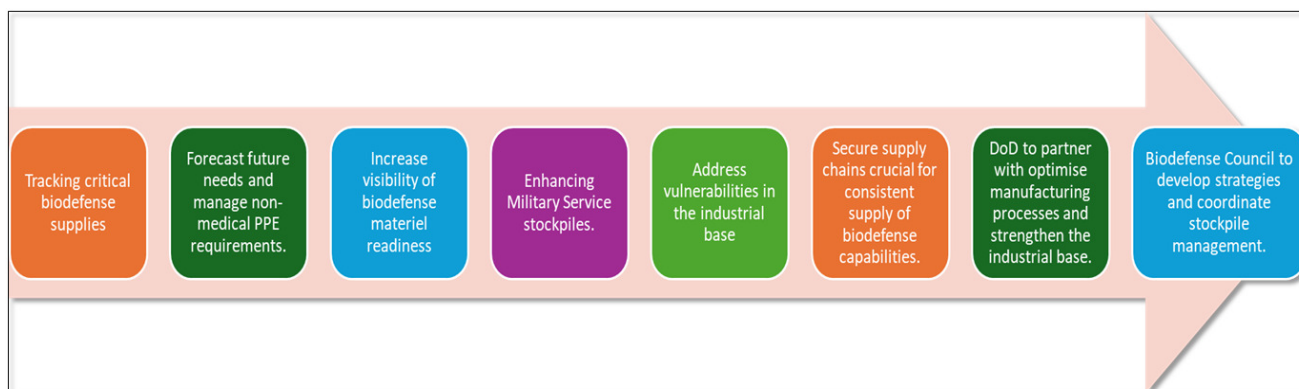 Tracking critical
biodefense
supplies
Forecast future
needs and
manage non-
medical PPE
requirements.
Increase
visibility of
biodefense
materiel
readiness
Enhancing
Military Service
stockpiles.
Address
vulnerabilities in
the industrial
base
Secure supply
chains crucial for
consistent
supply of
biodefense
capabilities.
DoD to partner
with optimise
manufacturing
processes and
strengthen the
industrial base.
Biodefense Council to
develop strategies
and coordinate
stockpile
management.